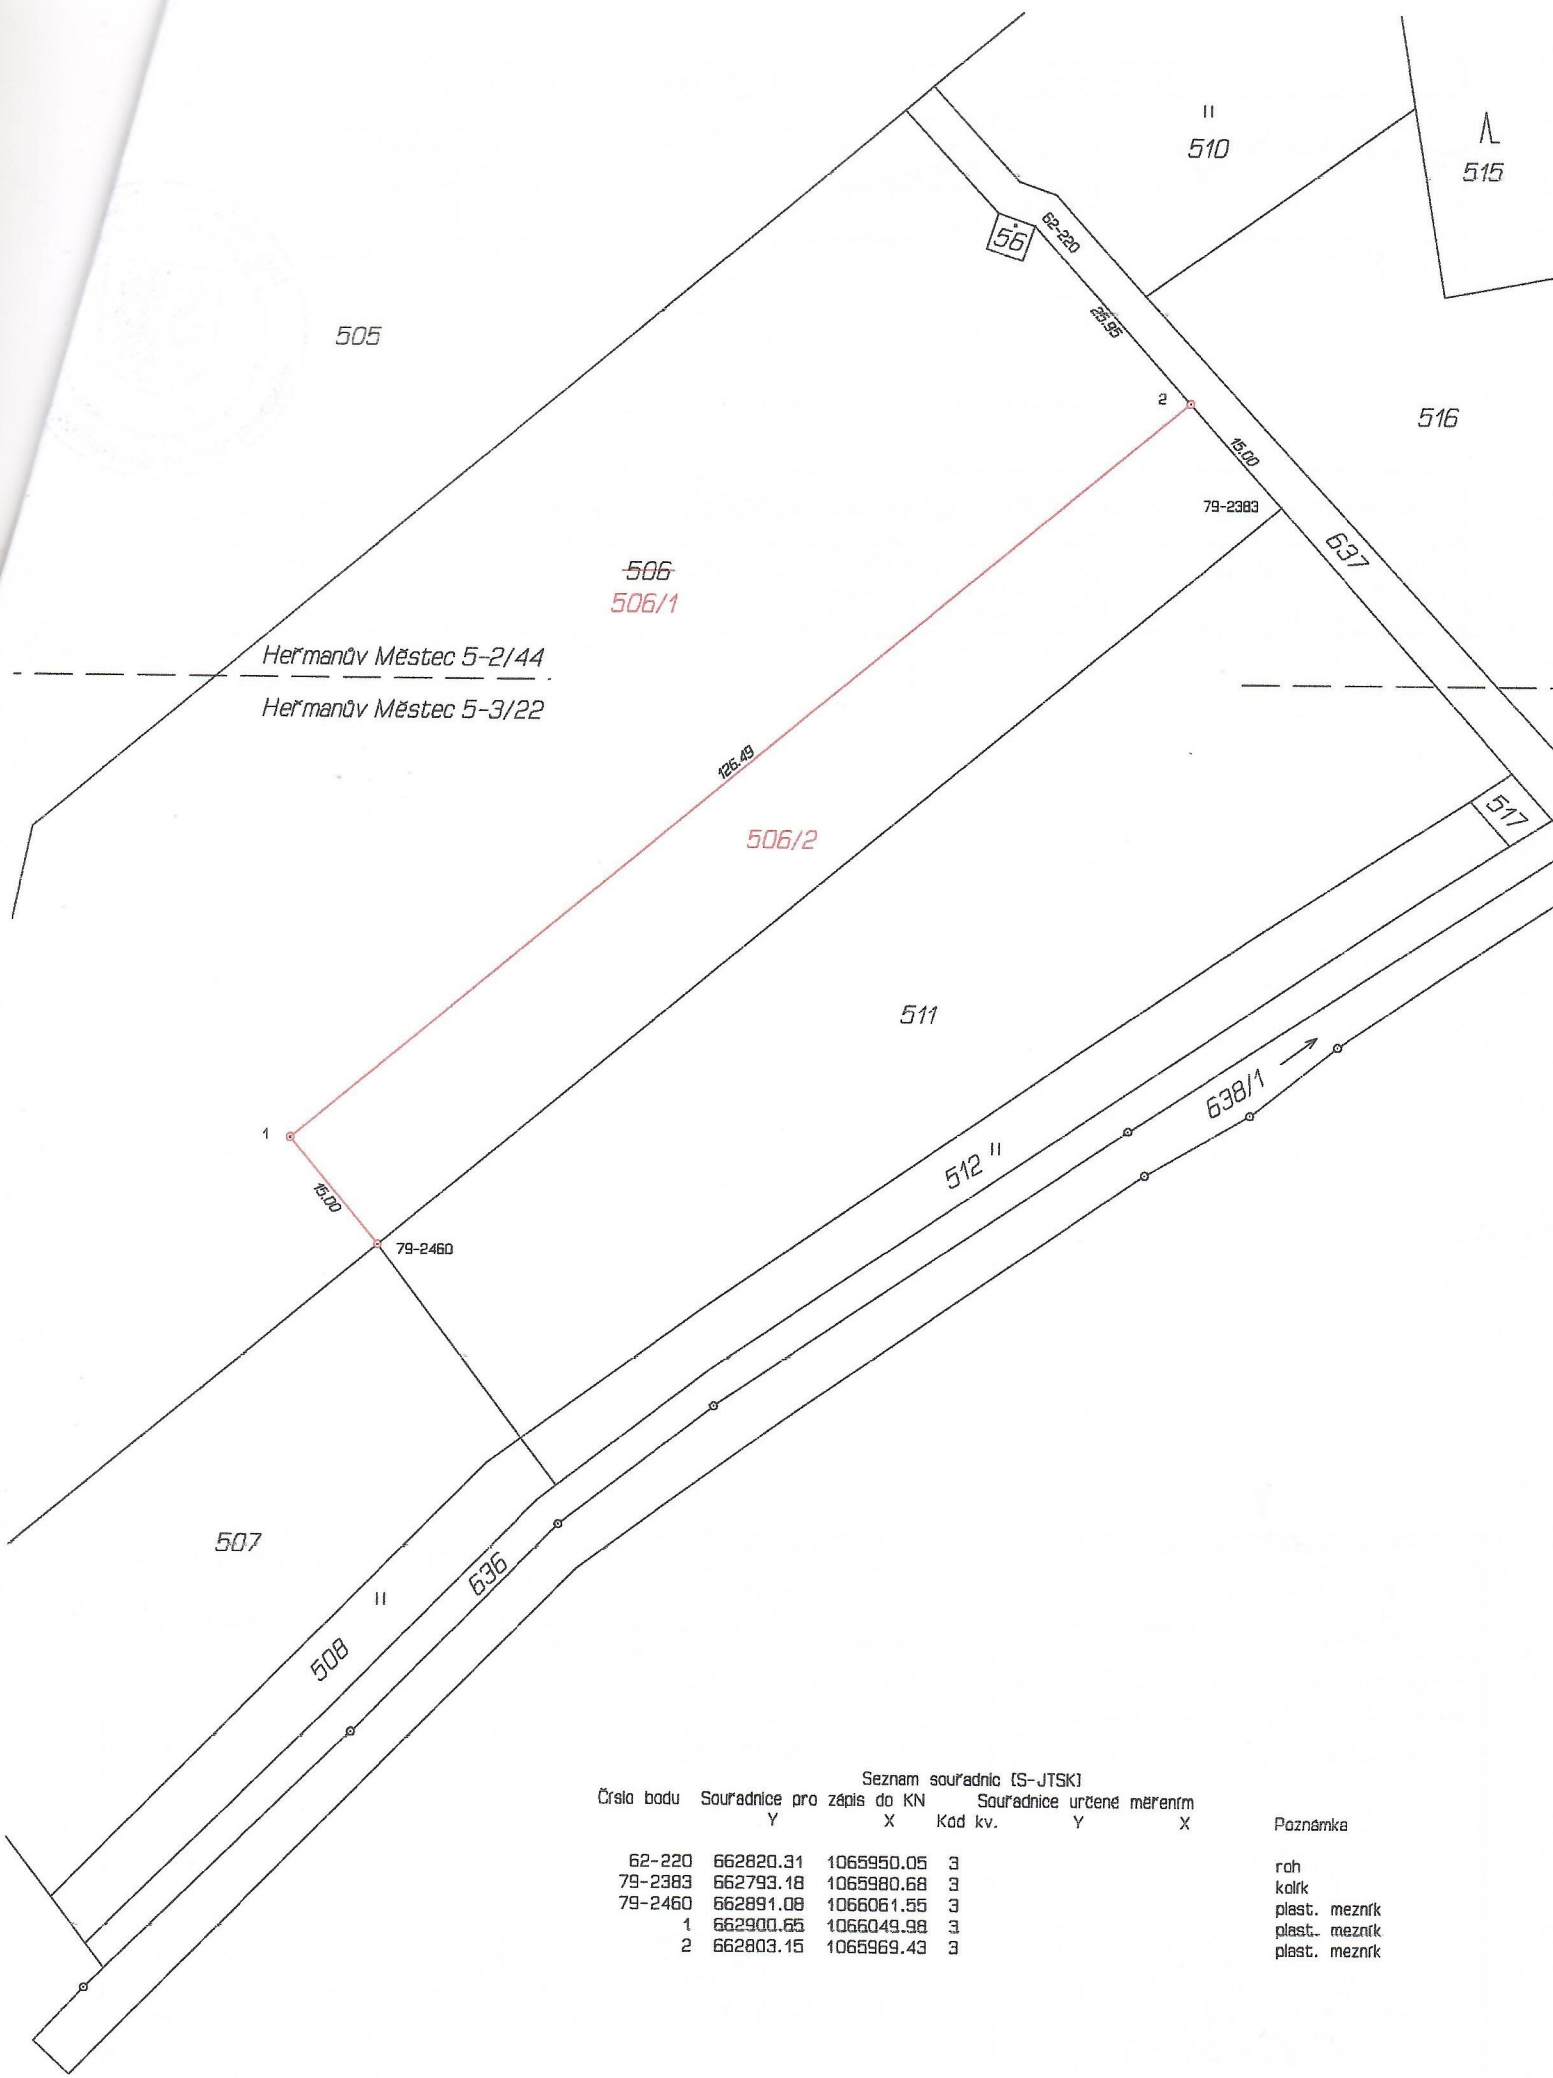 510
515
56
62-220
505
25.95
2
516
15.00
79-2383
637
506
506/1
Heřmanův Městec 5-2/44
Heřmanův Městec 5-3/22
126.49
517
506/2
511
638/1
1
512
15.00
79-2460
507
636
508
Seznam souřadnic (S-JTSK)
Číslo bodu Souřadnice pro zápis do KN Souřadnice určené měřením
Y X Kód kv. Y X Poznámka
62-220 662820.31 1065950.05 3 roh
79-2383 662793.18 1065980.68 3 kolík
79-2460 662891.08 1066061.55 3 plast. mezník
1 662900.65 1066049.98 3 plast. mezník
2 662803.15 1065969.43 3 plast. mezník